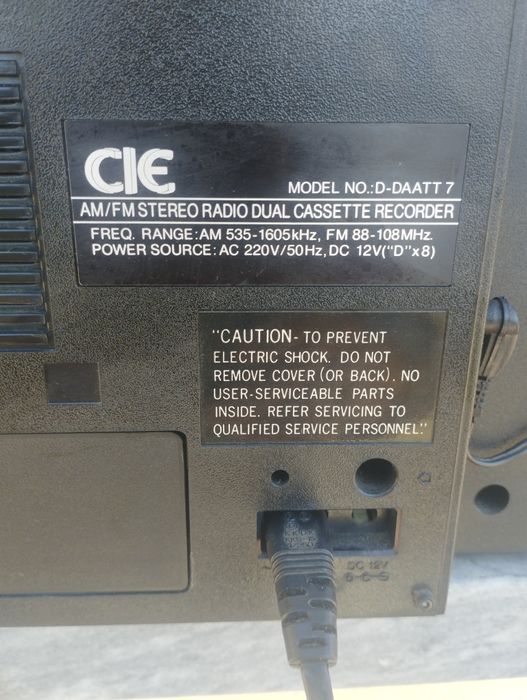 CIE
MODEL NO.:D-DAATT 7
AM/FM STEREO RADIO DUAL CASSETTE RECORDER
FREQ. RANGE:AM 535-1605kHz, FM 88-108MHz.
POWER SOURCE:AC 220V/50Hz,DC 12V("D"x8)
"CAUTION- TO PREVENT
ELECTRIC SHOCK. DO NOT
REMOVE COVER (OR BACK). NO
USER-SERVICEABLE PARTS
INSIDE. REFER SERVICING TO
QUALIFIED SERVICE PERSONNEL."
DC 12V